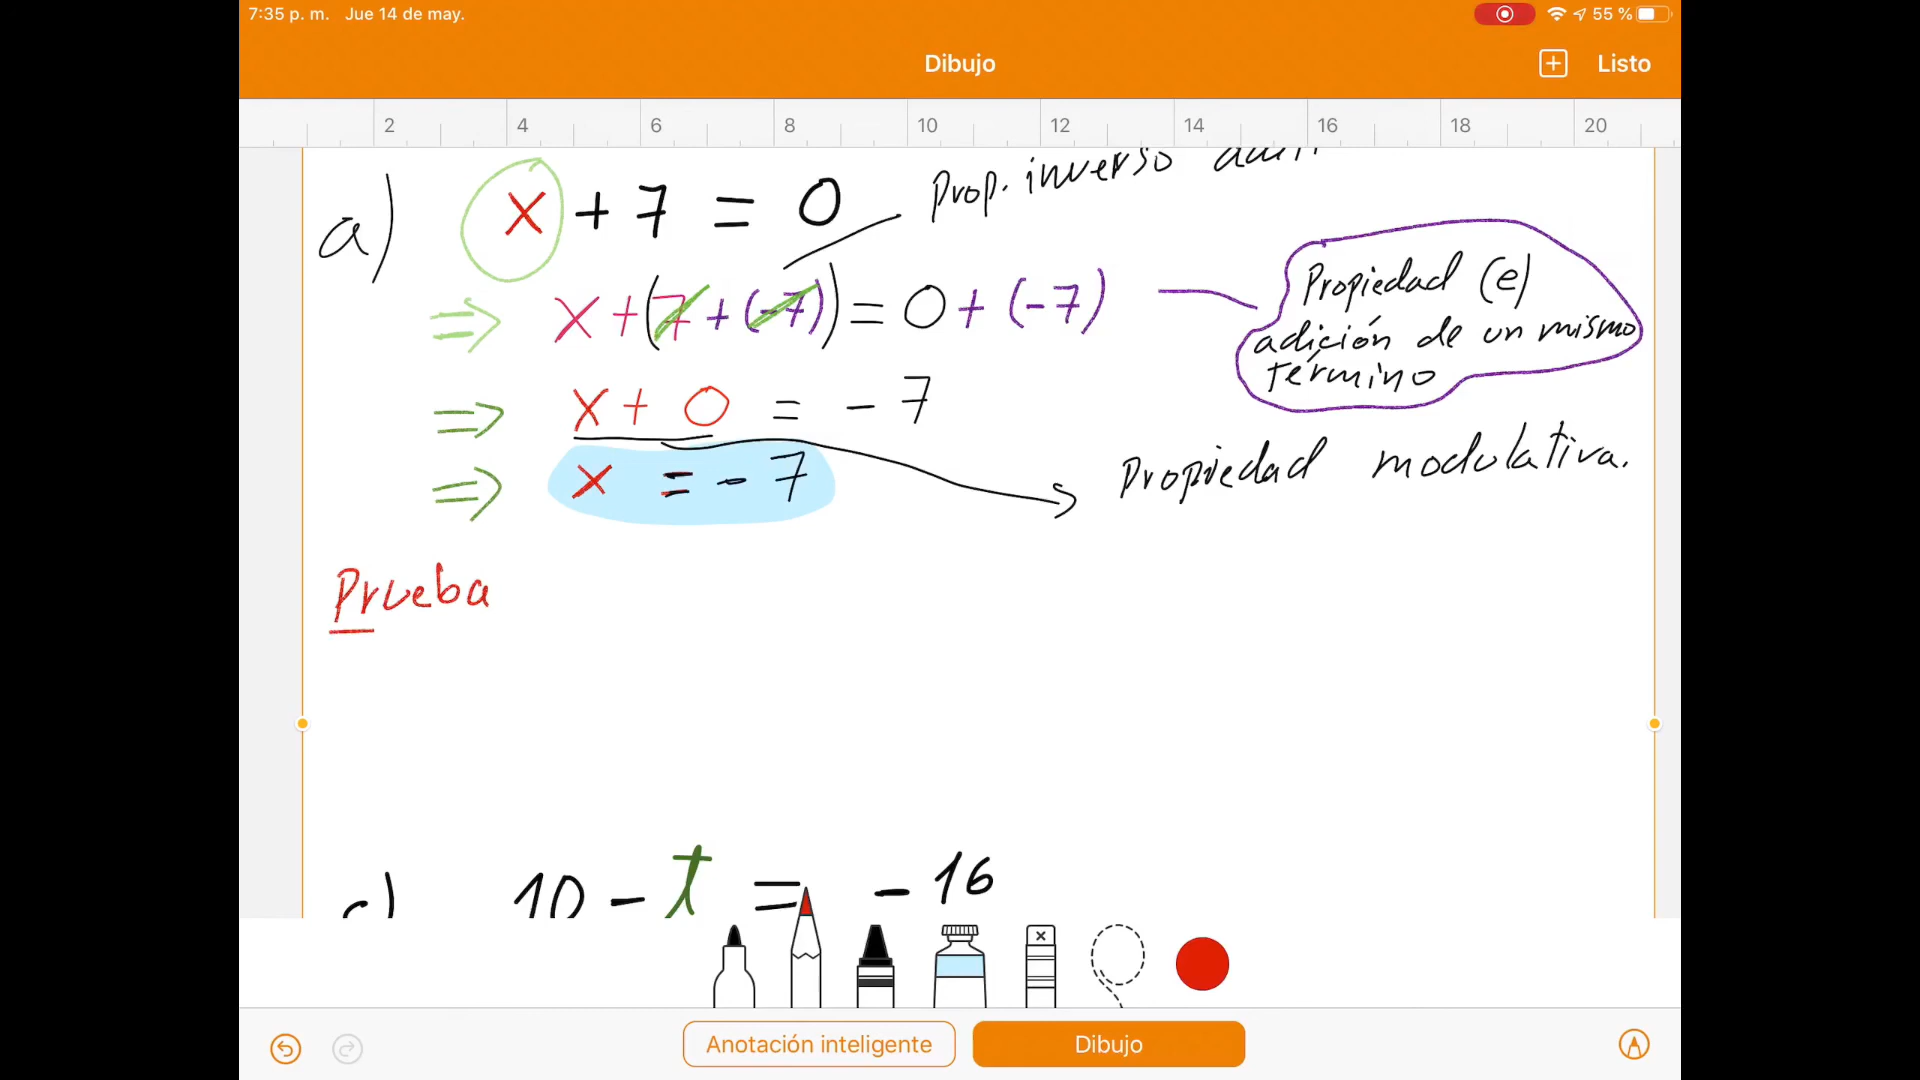 7:35 p. m. Jue 14 de may.
55 %
Dibujo
Listo
2 4 6 8 10 12 14 16 18 20
Prop. inverso
a) x + 7 = 0
⇒ x + (7 + (-7)) = 0 + (-7)
Propiedad (e)
adición de un mismo
término
⇒ x + 0 = - 7
⇒ x = - 7
Propiedad modulativa.
Prueba
10 - t = - 16
Anotación inteligente
Dibujo